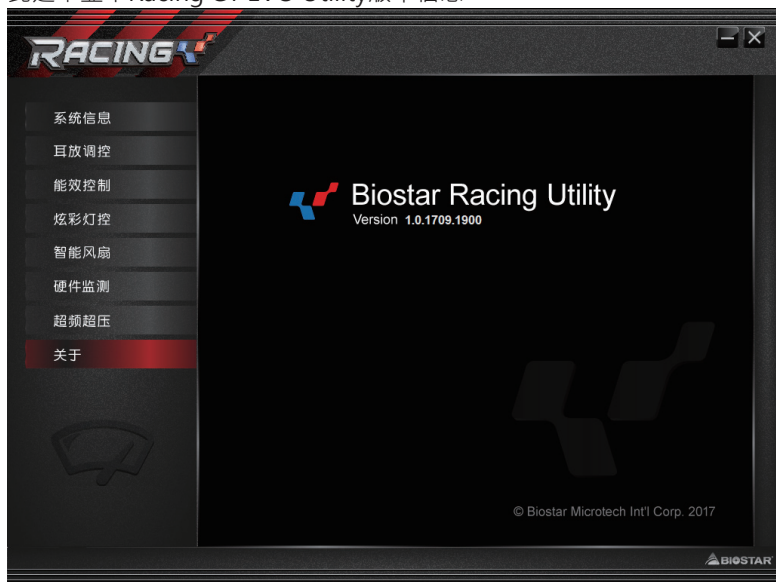 RACING
系统信息
耳放调控
能效控制
炫彩灯控
智能风扇
硬件监测
超频超压
关于
Biostar Racing Utility
Version 1.0.1709.1900
© Biostar Microtech Int'l Corp. 2017
BIOSTAR